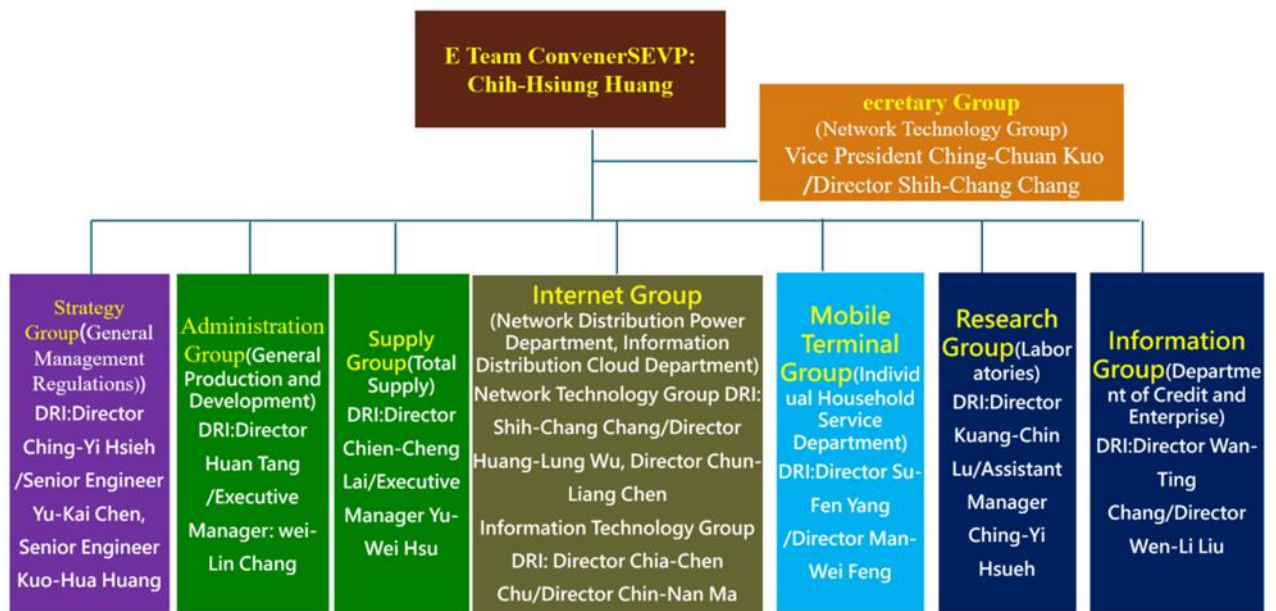 E Team ConvenerSEVP:
Chih-Hsiung Huang
ecretary Group
(Network Technology Group)
Vice President Ching-Chuan Kuo
/Director Shih-Chang Chang
Strategy
Group(General
Management
Regulations))
DRI:Director
Ching-Yi Hsieh
/Senior Engineer
Yu-Kai Chen,
Senior Engineer
Kuo-Hua Huang
Administration
Group(General
Production and
Development)
DRI:Director
Huan Tang
/Executive
Manager: wei-
Lin Chang
Supply
Group(Total
Supply)
DRI:Director
Chien-Cheng
Lai/Executive
Manager Yu-
Wei Hsu
Internet Group
(Network Distribution Power
Department, Information
Distribution Cloud Department)
Network Technology Group DRI:
Shih-Chang Chang/Director
Huang-Lung Wu, Director Chun-
Liang Chen
Information Technology Group
DRI: Director Chia-Chen
Chu/Director Chin-Nan Ma
Mobile
Terminal
Group(Individ
ual Household
Service
Department)
DRI:Director Su-
Fen Yang
/Director Man-
Wei Feng
Research
Group(Labor
atories)
DRI:Director
Kuang-Chin
Lu/Assistant
Manager
Ching-Yi
Hsueh
Information
Group(Departme
nt of Credit and
Enterprise)
DRI:Director Wan-
Ting
Chang/Director
Wen-Li Liu